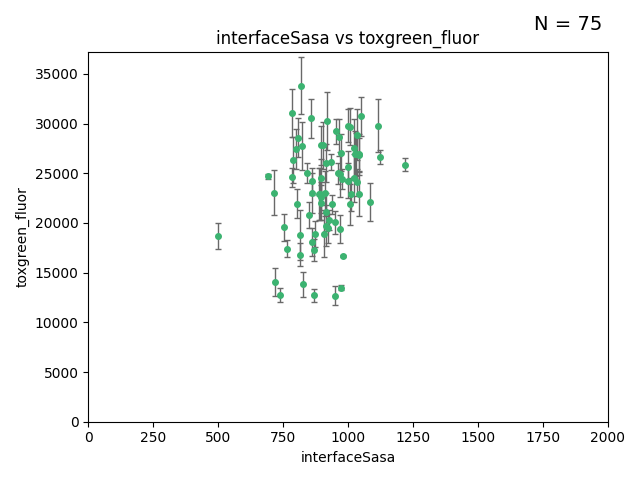 N = 75
interfaceSasa vs toxgreen_fluor
toxgreen_fluor
35000
30000
25000
20000
15000
10000
5000
0
0 250 500 750 1000 1250 1500 1750 2000
interfaceSasa